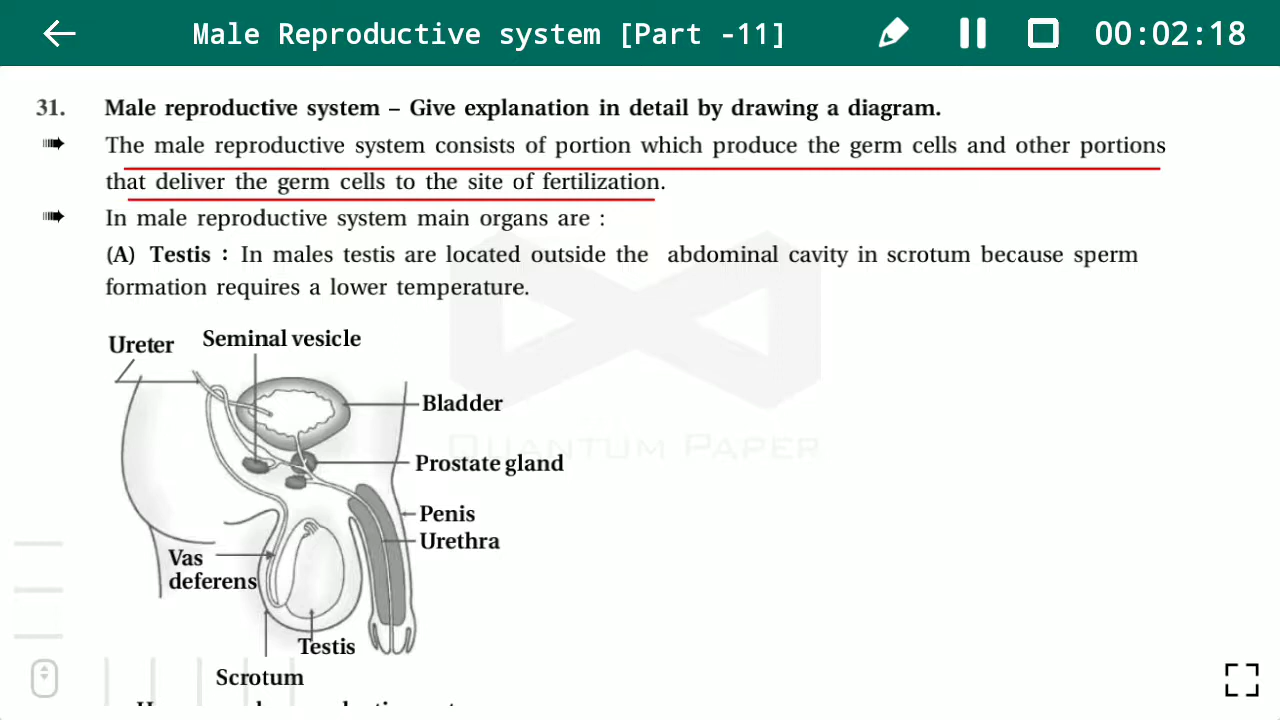 Male Reproductive system [Part -11]
00:02:18
31. Male reproductive system – Give explanation in detail by drawing a diagram.
The male reproductive system consists of portion which produce the germ cells and other portions
that deliver the germ cells to the site of fertilization.
In male reproductive system main organs are :
(A) Testis : In males testis are located outside the abdominal cavity in scrotum because sperm
formation requires a lower temperature.
Ureter
Seminal vesicle
Bladder
QUANTUM PAPER
Prostate gland
Penis
Urethra
Vas
deferens
Testis
Scrotum